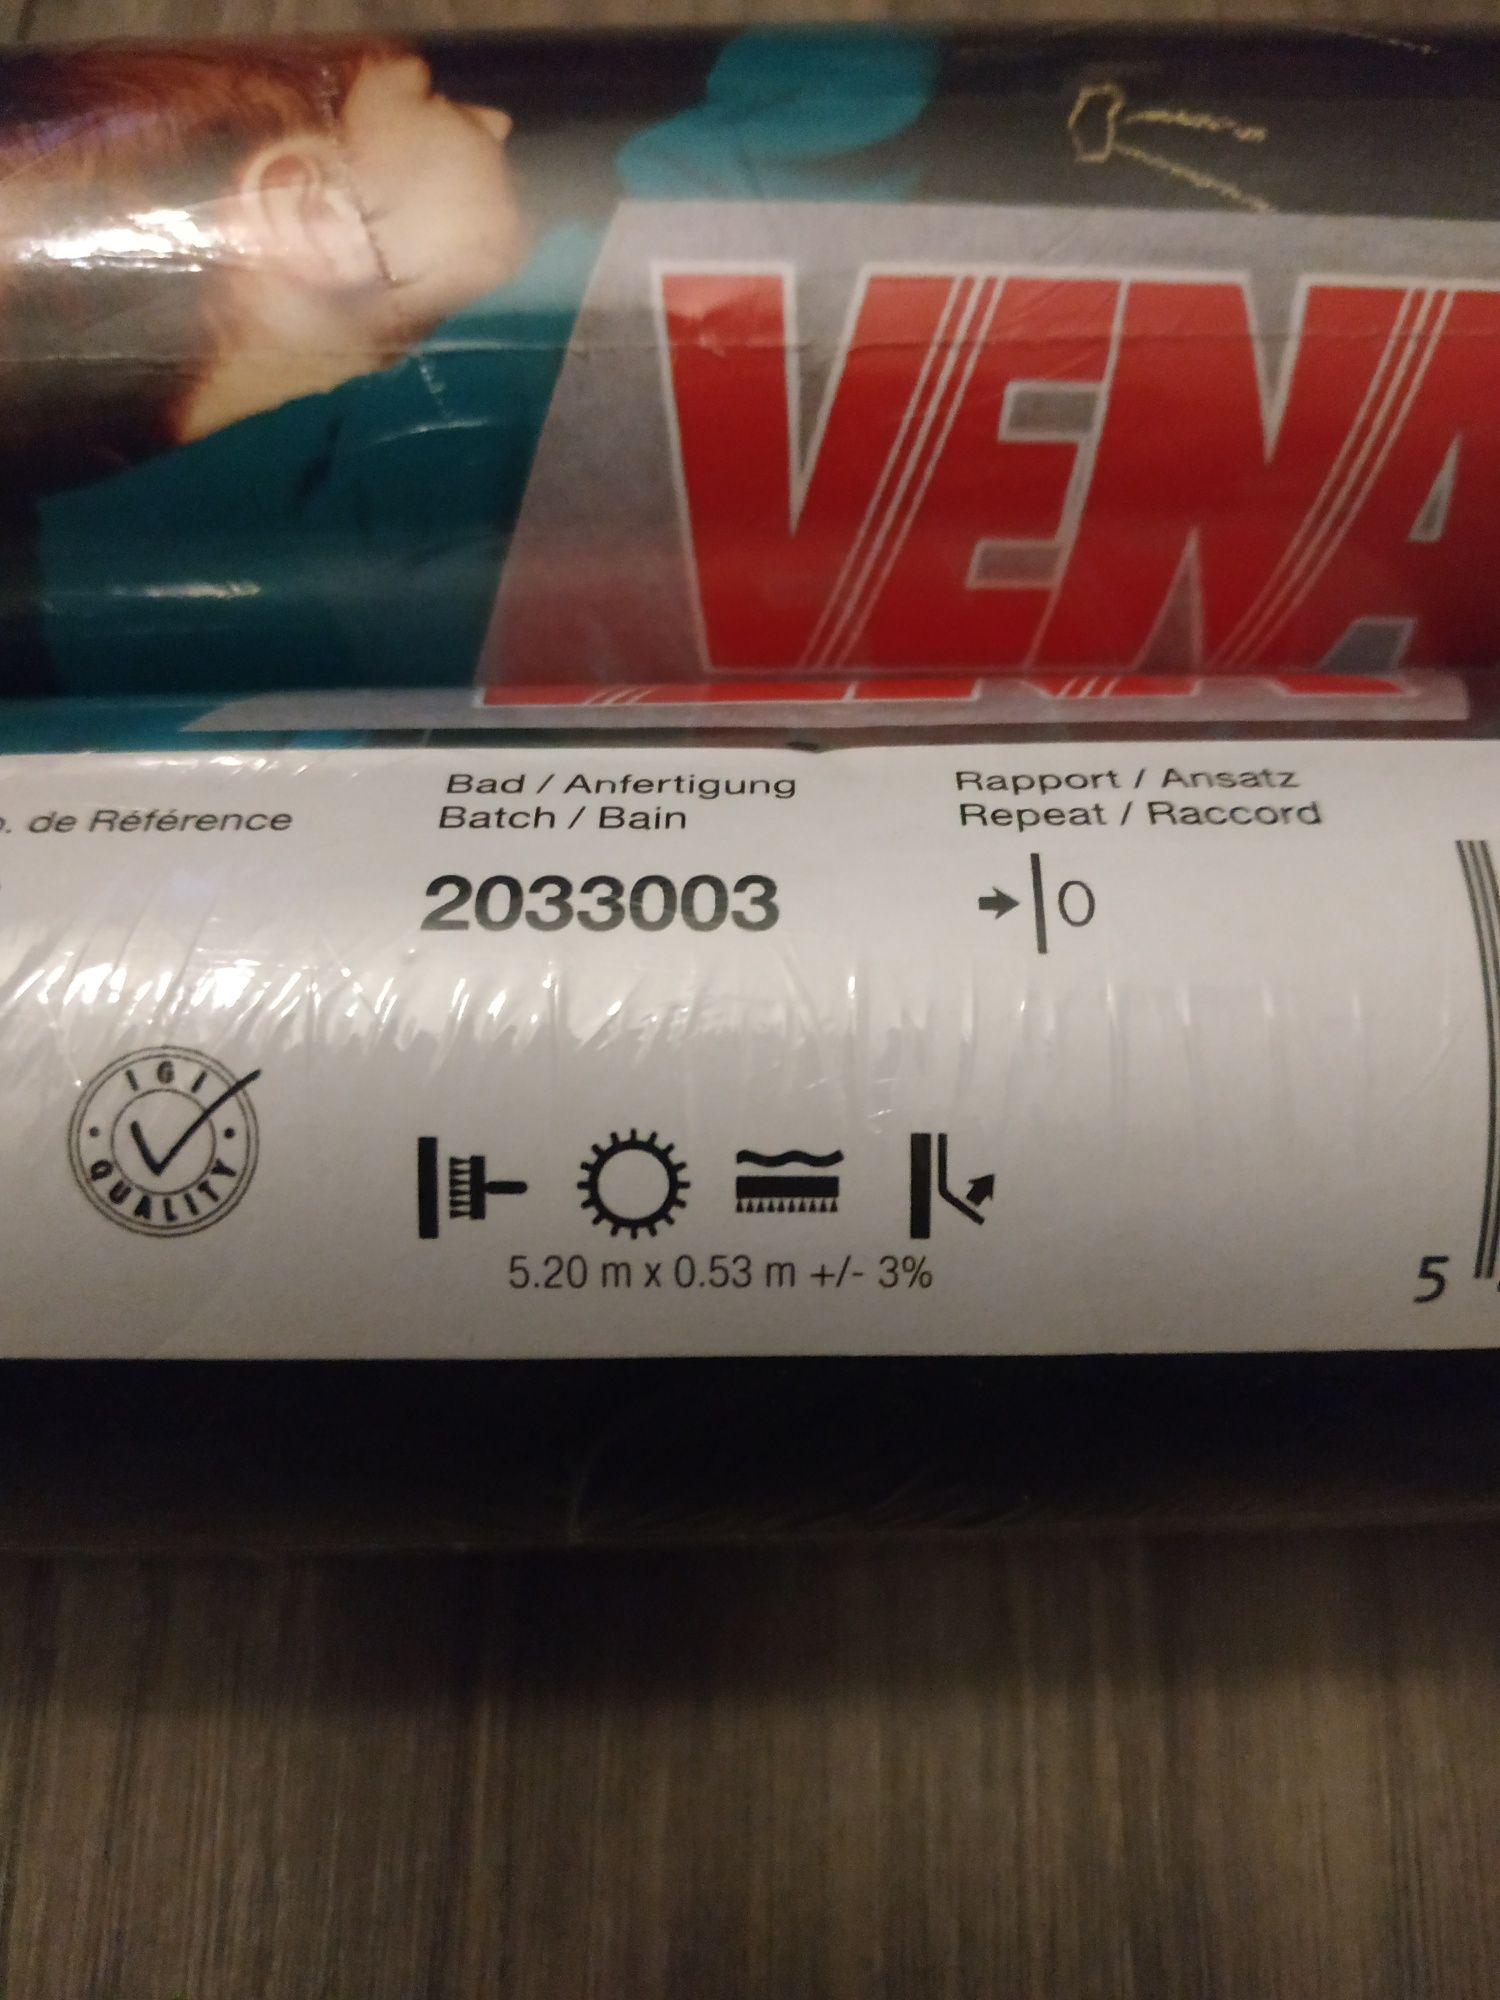 VENA
Bad / Anfertigung
Batch / Bain
Rapport / Ansatz
Repeat / Raccord
. de Référence
2033003
0
IGI
QUALITY
5.20 m x 0.53 m +/- 3%
5